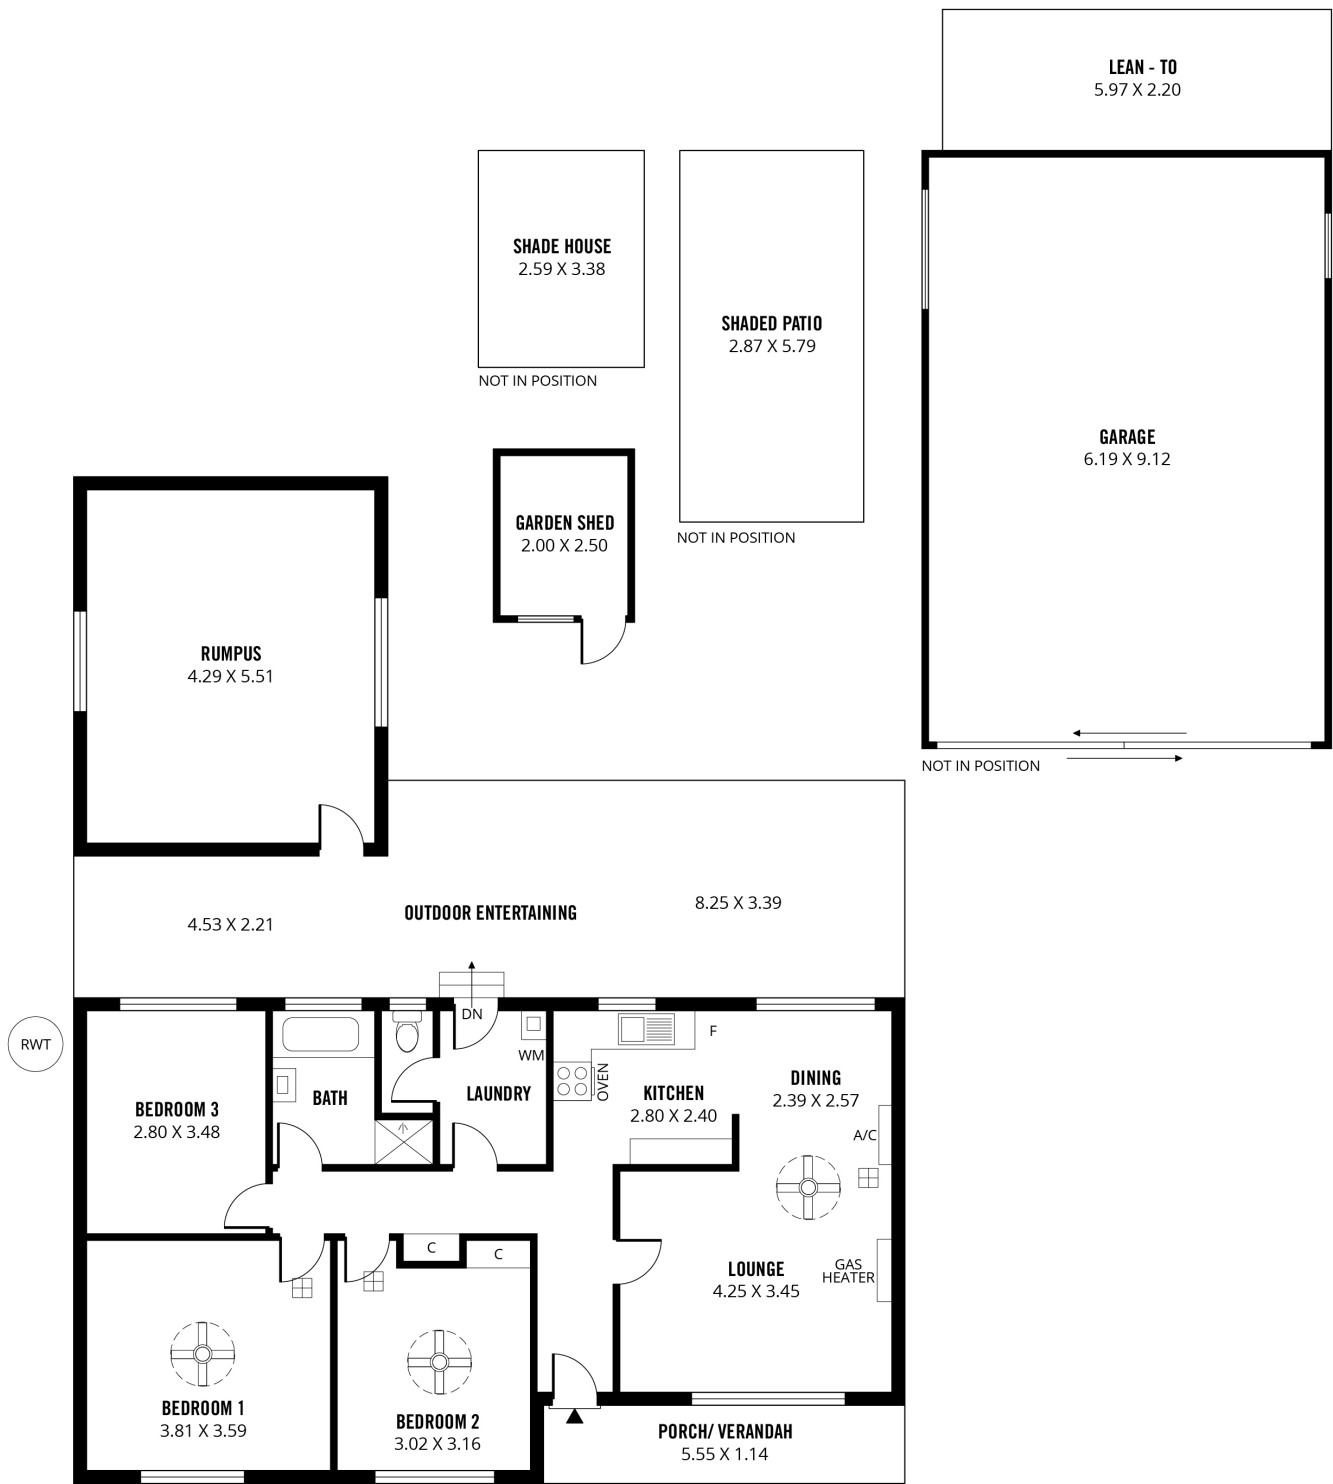 LEAN - TO
5.97 X 2.20
SHADE HOUSE
2.59 X 3.38
NOT IN POSITION
SHADED PATIO
2.87 X 5.79
NOT IN POSITION
GARAGE
6.19 X 9.12
NOT IN POSITION
GARDEN SHED
2.00 X 2.50
RUMPUS
4.29 X 5.51
4.53 X 2.21
OUTDOOR ENTERTAINING
8.25 X 3.39
RWT
DN
WM
LAUNDRY
BATH
BEDROOM 3
2.80 X 3.48
OVEN
F
KITCHEN
2.80 X 2.40
DINING
2.39 X 2.57
A/C
C
C
LOUNGE
4.25 X 3.45
GAS
HEATER
BEDROOM 1
3.81 X 3.59
BEDROOM 2
3.02 X 3.16
PORCH/ VERANDAH
5.55 X 1.14